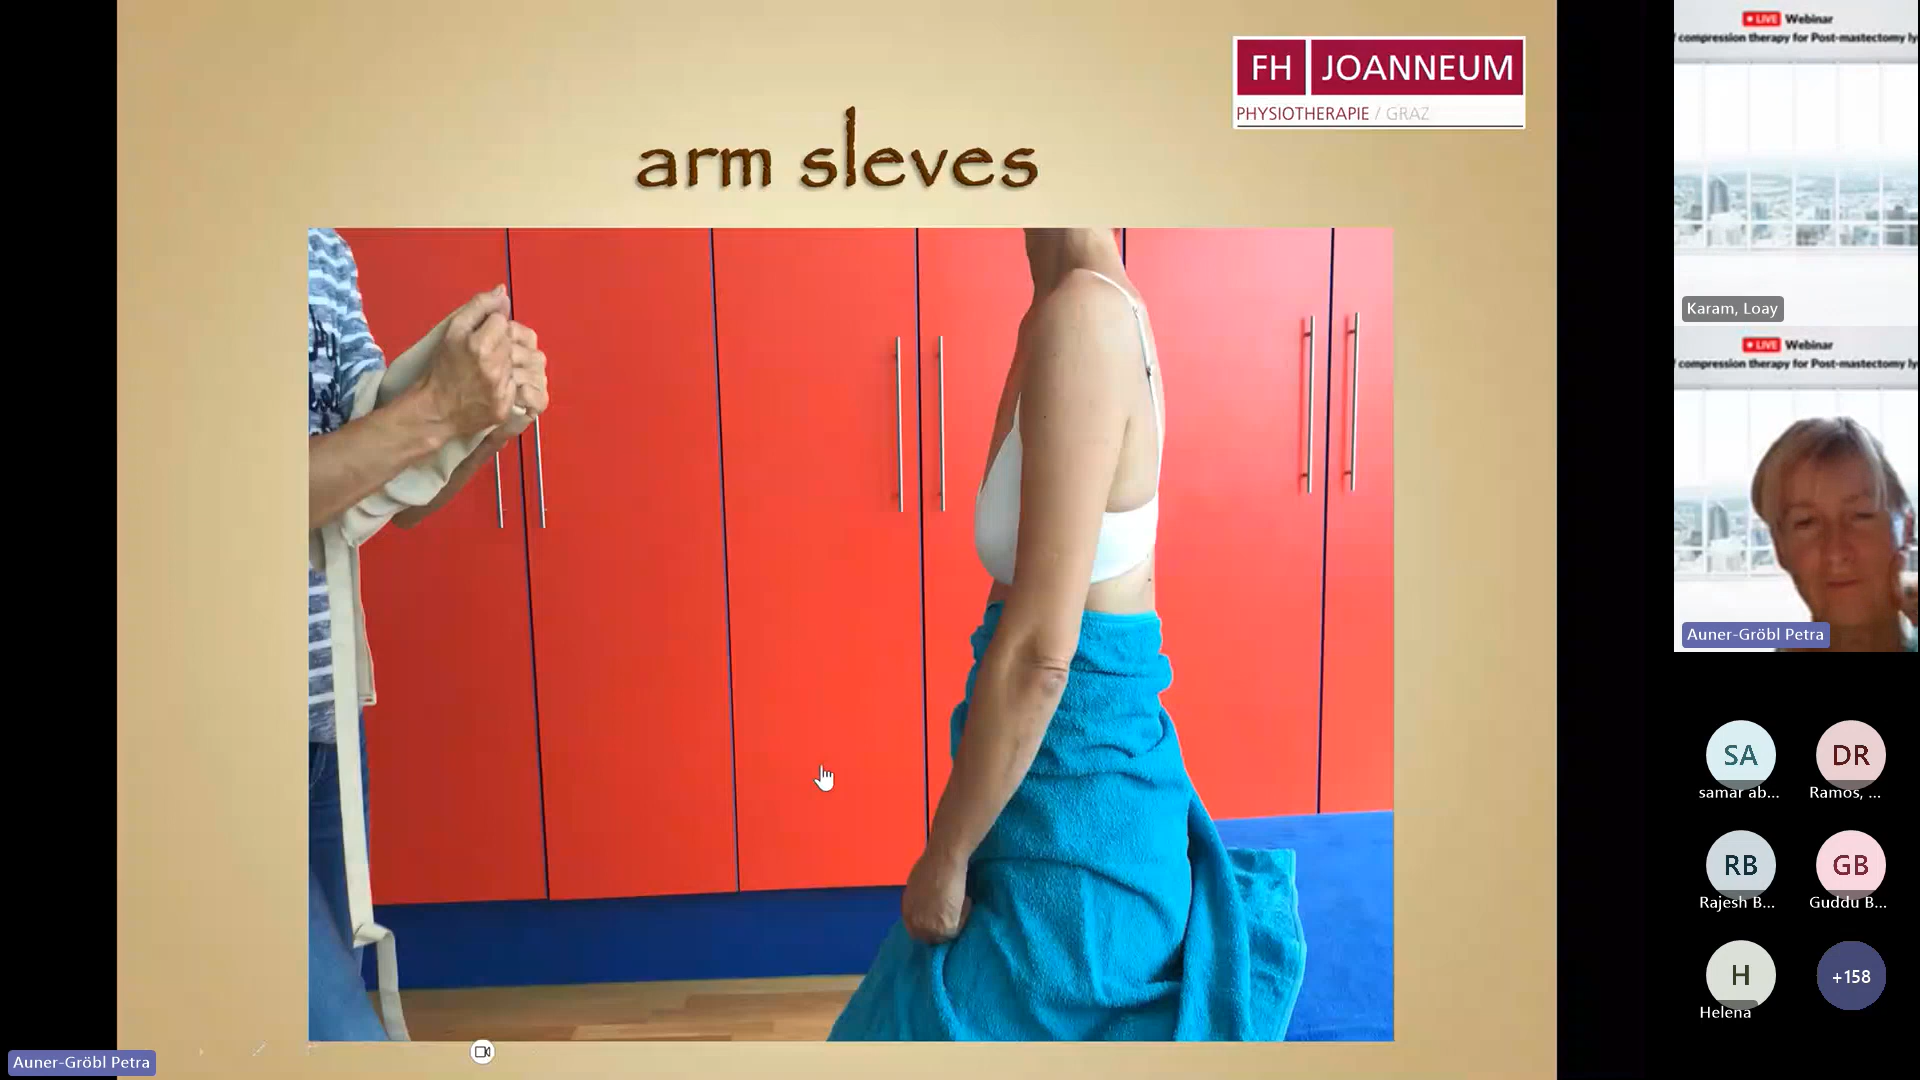 FH JOANNEUM
PHYSIOTHERAPIE / GRAZ
arm sleves
LIVE Webinar
compression therapy for Post-mastectomy ly
Karam, Loay
LIVE Webinar
compression therapy for Post-mastectomy ly
Auner-Gröbl Petra
SA
samar ab...
DR
Ramos, ...
RB
Rajesh B...
GB
Guddu B...
H
Helena
+158
Auner-Gröbl Petra